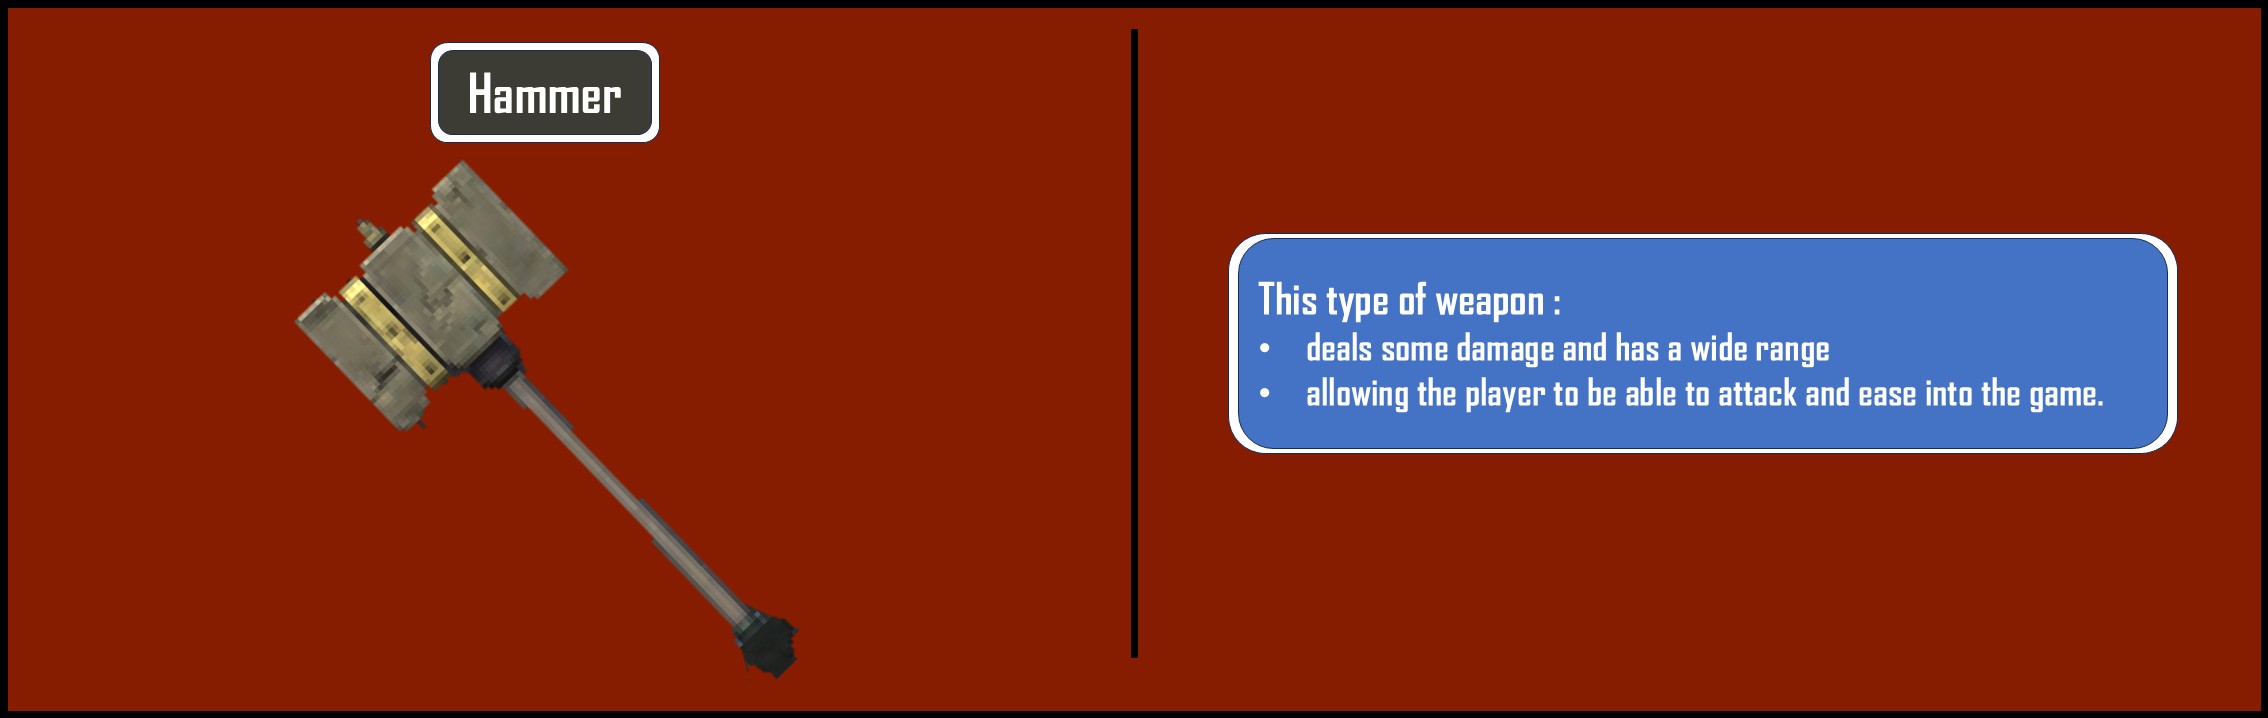 Hammer
This type of weapon :
• deals some damage and has a wide range
• allowing the player to be able to attack and ease into the game.